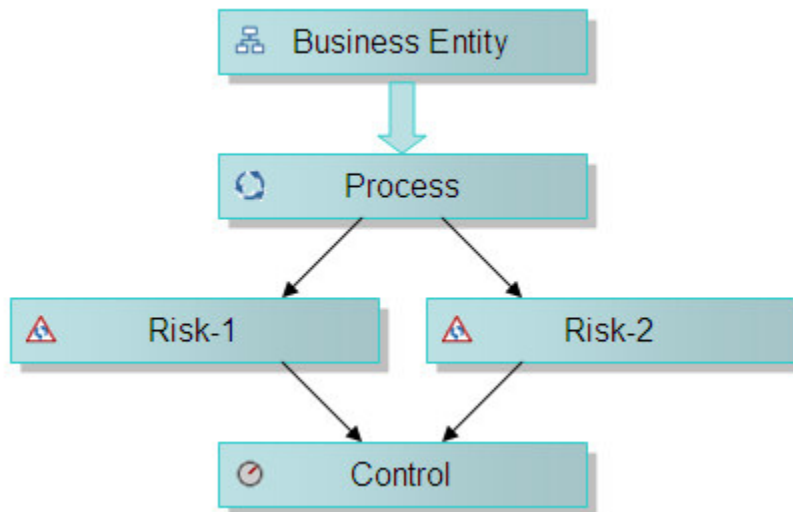 Business Entity
Process
Risk-1
Risk-2
Control